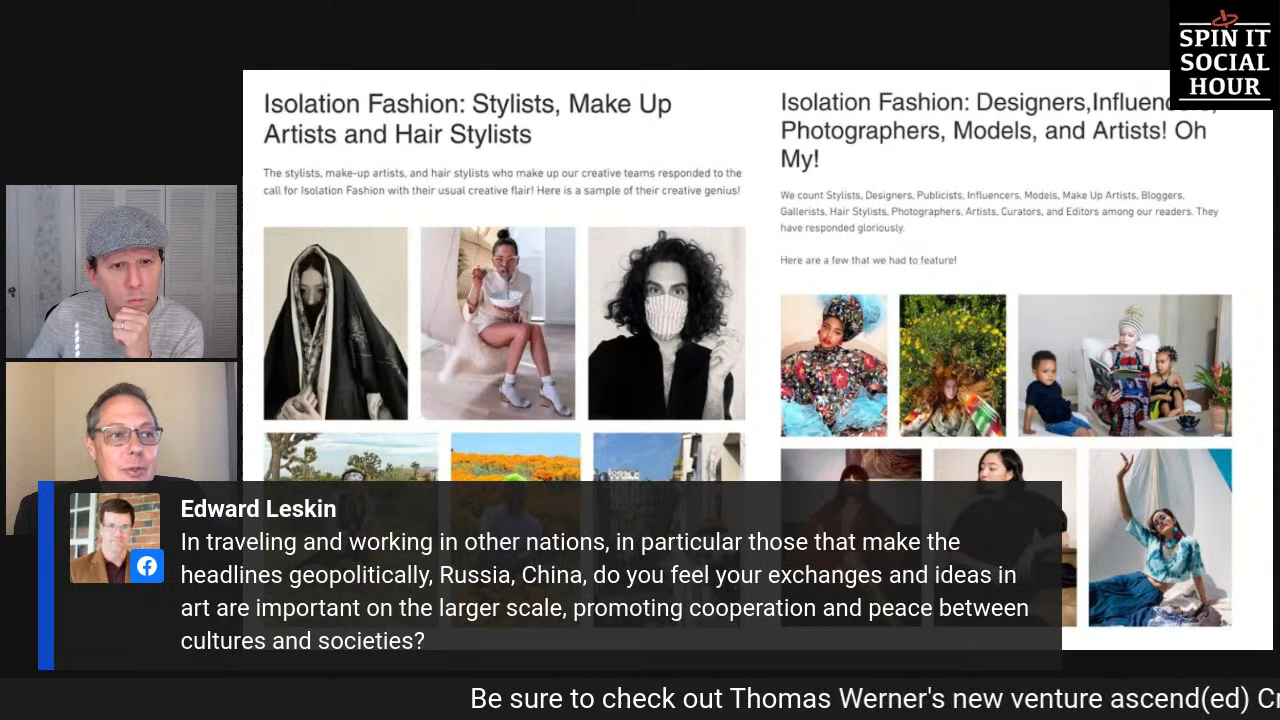 SPIN IT
SOCIAL
HOUR
Isolation Fashion: Stylists, Make Up
Artists and Hair Stylists
The stylists, make-up artists, and hair stylists who make up our creative teams responded to the
call for Isolation Fashion with their usual creative flair! Here is a sample of their creative genius!
Isolation Fashion: Designers,Influen
Photographers, Models, and Artists! Oh
My!
We count Stylists, Designers, Publicists, Influencers, Models, Make Up Artists, Bloggers,
Gallerists, Hair Stylists, Photographers, Artists, Curators, and Editors among our readers. They
have responded gloriously.
Here are a few that we had to feature!
Edward Leskin
In traveling and working in other nations, in particular those that make the
headlines geopolitically, Russia, China, do you feel your exchanges and ideas in
art are important on the larger scale, promoting cooperation and peace between
cultures and societies?
Be sure to check out Thomas Werner's new venture ascend(ed) C